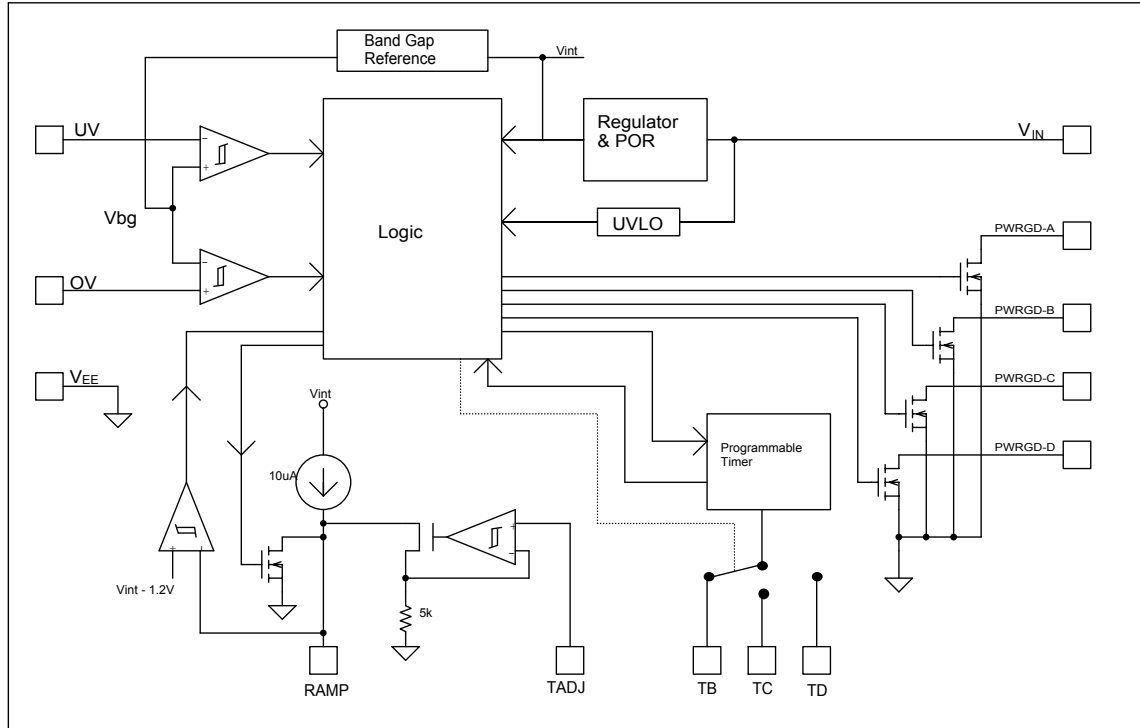 Band Gap
Reference
Vint
UV
Regulator
& POR
VIN
Vbg
Logic
UVLO
PWRGD-A
OV
PWRGD-B
VEE
PWRGD-C
Vint
Programmable
Timer
PWRGD-D
10uA
Vint - 1.2V
5k
RAMP
TADJ
TB
TC
TD